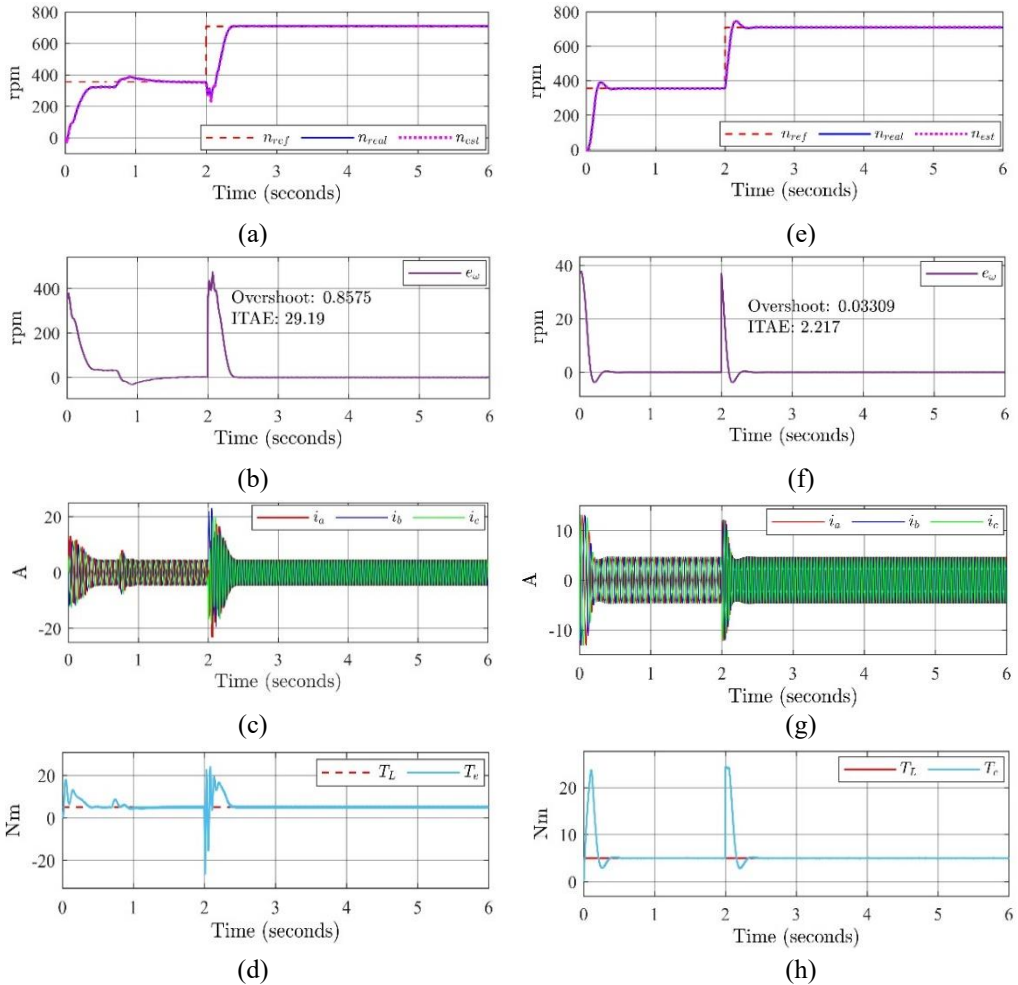 800
600
400
200
0
rpm
n_ref n_real n_est
0 1 2 3 4 5 6
Time (seconds)
(a)
800
600
400
200
0
rpm
n_ref n_real n_est
0 1 2 3 4 5 6
Time (seconds)
(e)
400
200
0
rpm
e_ω
Overshoot: 0.8575
ITAE: 29.19
0 1 2 3 4 5 6
Time (seconds)
(b)
40
20
0
rpm
e_ω
Overshoot: 0.03309
ITAE: 2.217
0 1 2 3 4 5 6
Time (seconds)
(f)
20
0
-20
A
i_a i_b i_c
0 1 2 3 4 5 6
Time (seconds)
(c)
10
0
-10
A
i_a i_b i_c
0 1 2 3 4 5 6
Time (seconds)
(g)
20
0
-20
Nm
T_L T_e
0 1 2 3 4 5 6
Time (seconds)
(d)
20
10
0
Nm
T_L T_e
0 1 2 3 4 5 6
Time (seconds)
(h)